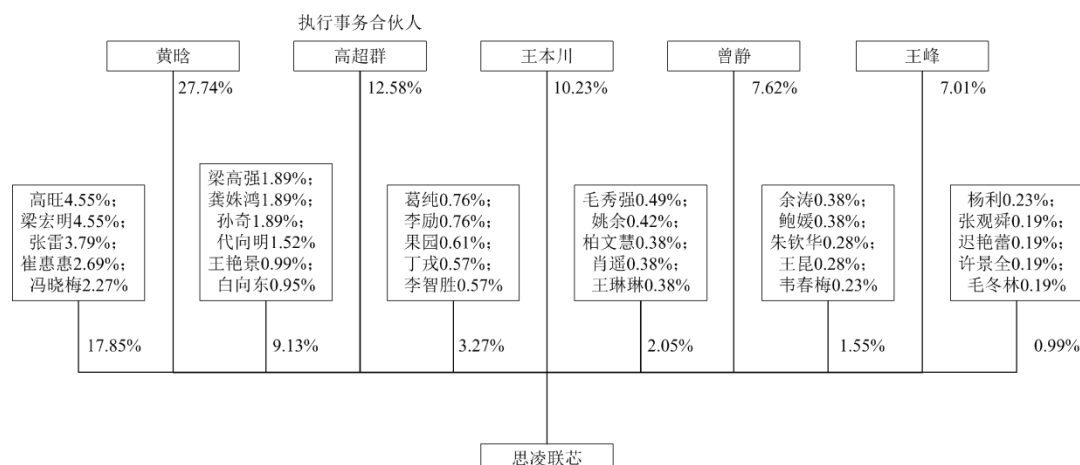 执行事务合伙人
黄晗
高超群
王本川
曾静
王峰
27.74%
12.58%
10.23%
7.62%
7.01%
高旺4.55%;
梁宏明4.55%;
张雷3.79%;
崔惠惠2.69%;
冯晓梅2.27%
梁高强1.89%;
龚姝鸿1.89%;
孙奇1.89%;
代向明1.52%
王艳景0.99%;
白向东0.95%
葛纯0.76%;
李励0.76%;
果园0.61%;
丁戎0.57%;
李智胜0.57%
毛秀强0.49%;
姚余0.42%;
柏文慧0.38%;
肖遥0.38%;
王琳琳0.38%
余涛0.38%;
鲍媛0.38%;
朱钦华0.28%;
王昆0.28%;
韦春梅0.23%
杨利0.23%;
张观舜0.19%;
迟艳蕾0.19%;
许景全0.19%;
毛冬林0.19%
17.85%
9.13%
3.27%
2.05%
1.55%
0.99%
思凌联芯